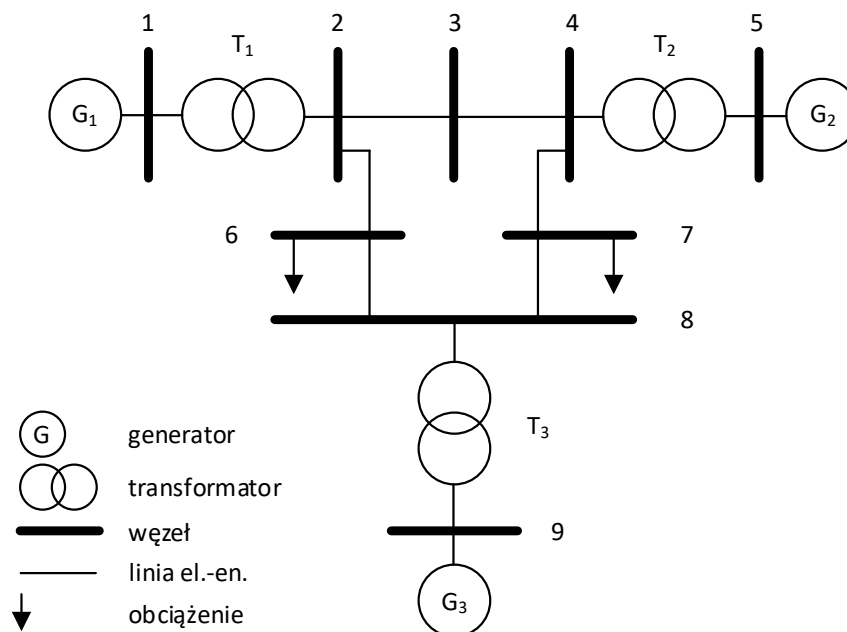 1 T₁ 2 3 4 T₂ 5
G₁ G₂
6 7
8
T₃
G generator
transformator
węzeł 9
linia el.-en.
G₃
obciążenie